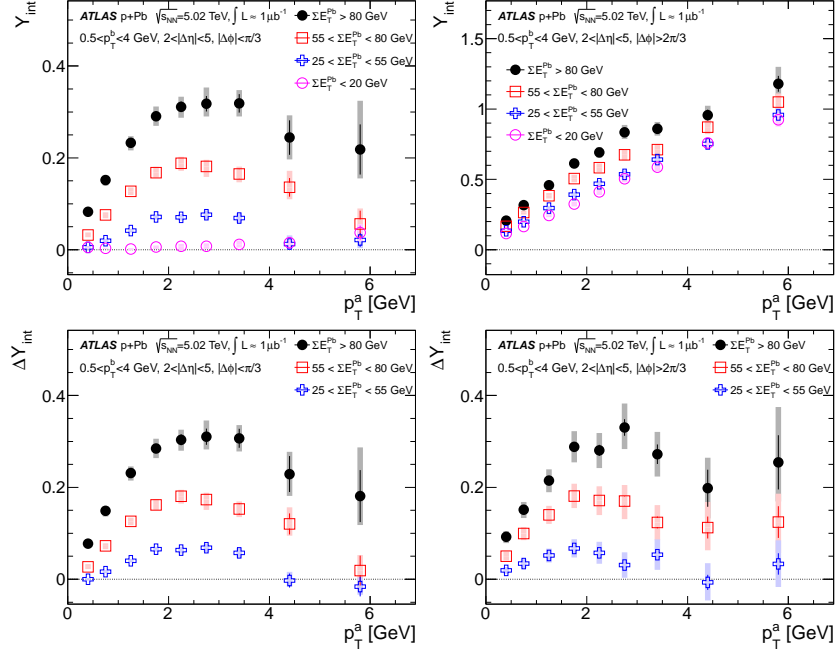 Y_int
ATLAS p+Pb √s_NN=5.02 TeV, ∫ L ≈ 1μb⁻¹
0.5<p_T^b<4 GeV, 2<|Δη|<5, |Δϕ|<π/3
ΣE_T^Pb > 80 GeV
55 < ΣE_T^Pb < 80 GeV
25 < ΣE_T^Pb < 55 GeV
ΣE_T^Pb < 20 GeV
0.4
0.2
0
0 2 4 6
p_T^a [GeV]
Y_int
ATLAS p+Pb √s_NN=5.02 TeV, ∫ L ≈ 1μb⁻¹
0.5<p_T^b<4 GeV, 2<|Δη|<5, |Δϕ|>2π/3
ΣE_T^Pb > 80 GeV
55 < ΣE_T^Pb < 80 GeV
25 < ΣE_T^Pb < 55 GeV
ΣE_T^Pb < 20 GeV
1.5
1
0.5
0
0 2 4 6
p_T^a [GeV]
ΔY_int
ATLAS p+Pb √s_NN=5.02 TeV, ∫ L ≈ 1μb⁻¹
0.5<p_T^b<4 GeV, 2<|Δη|<5, |Δϕ|<π/3
ΣE_T^Pb > 80 GeV
55 < ΣE_T^Pb < 80 GeV
25 < ΣE_T^Pb < 55 GeV
0.4
0.2
0
0 2 4 6
p_T^a [GeV]
ΔY_int
ATLAS p+Pb √s_NN=5.02 TeV, ∫ L ≈ 1μb⁻¹
0.5<p_T^b<4 GeV, 2<|Δη|<5, |Δϕ|>2π/3
ΣE_T^Pb > 80 GeV
55 < ΣE_T^Pb < 80 GeV
25 < ΣE_T^Pb < 55 GeV
0.4
0.2
0
0 2 4 6
p_T^a [GeV]